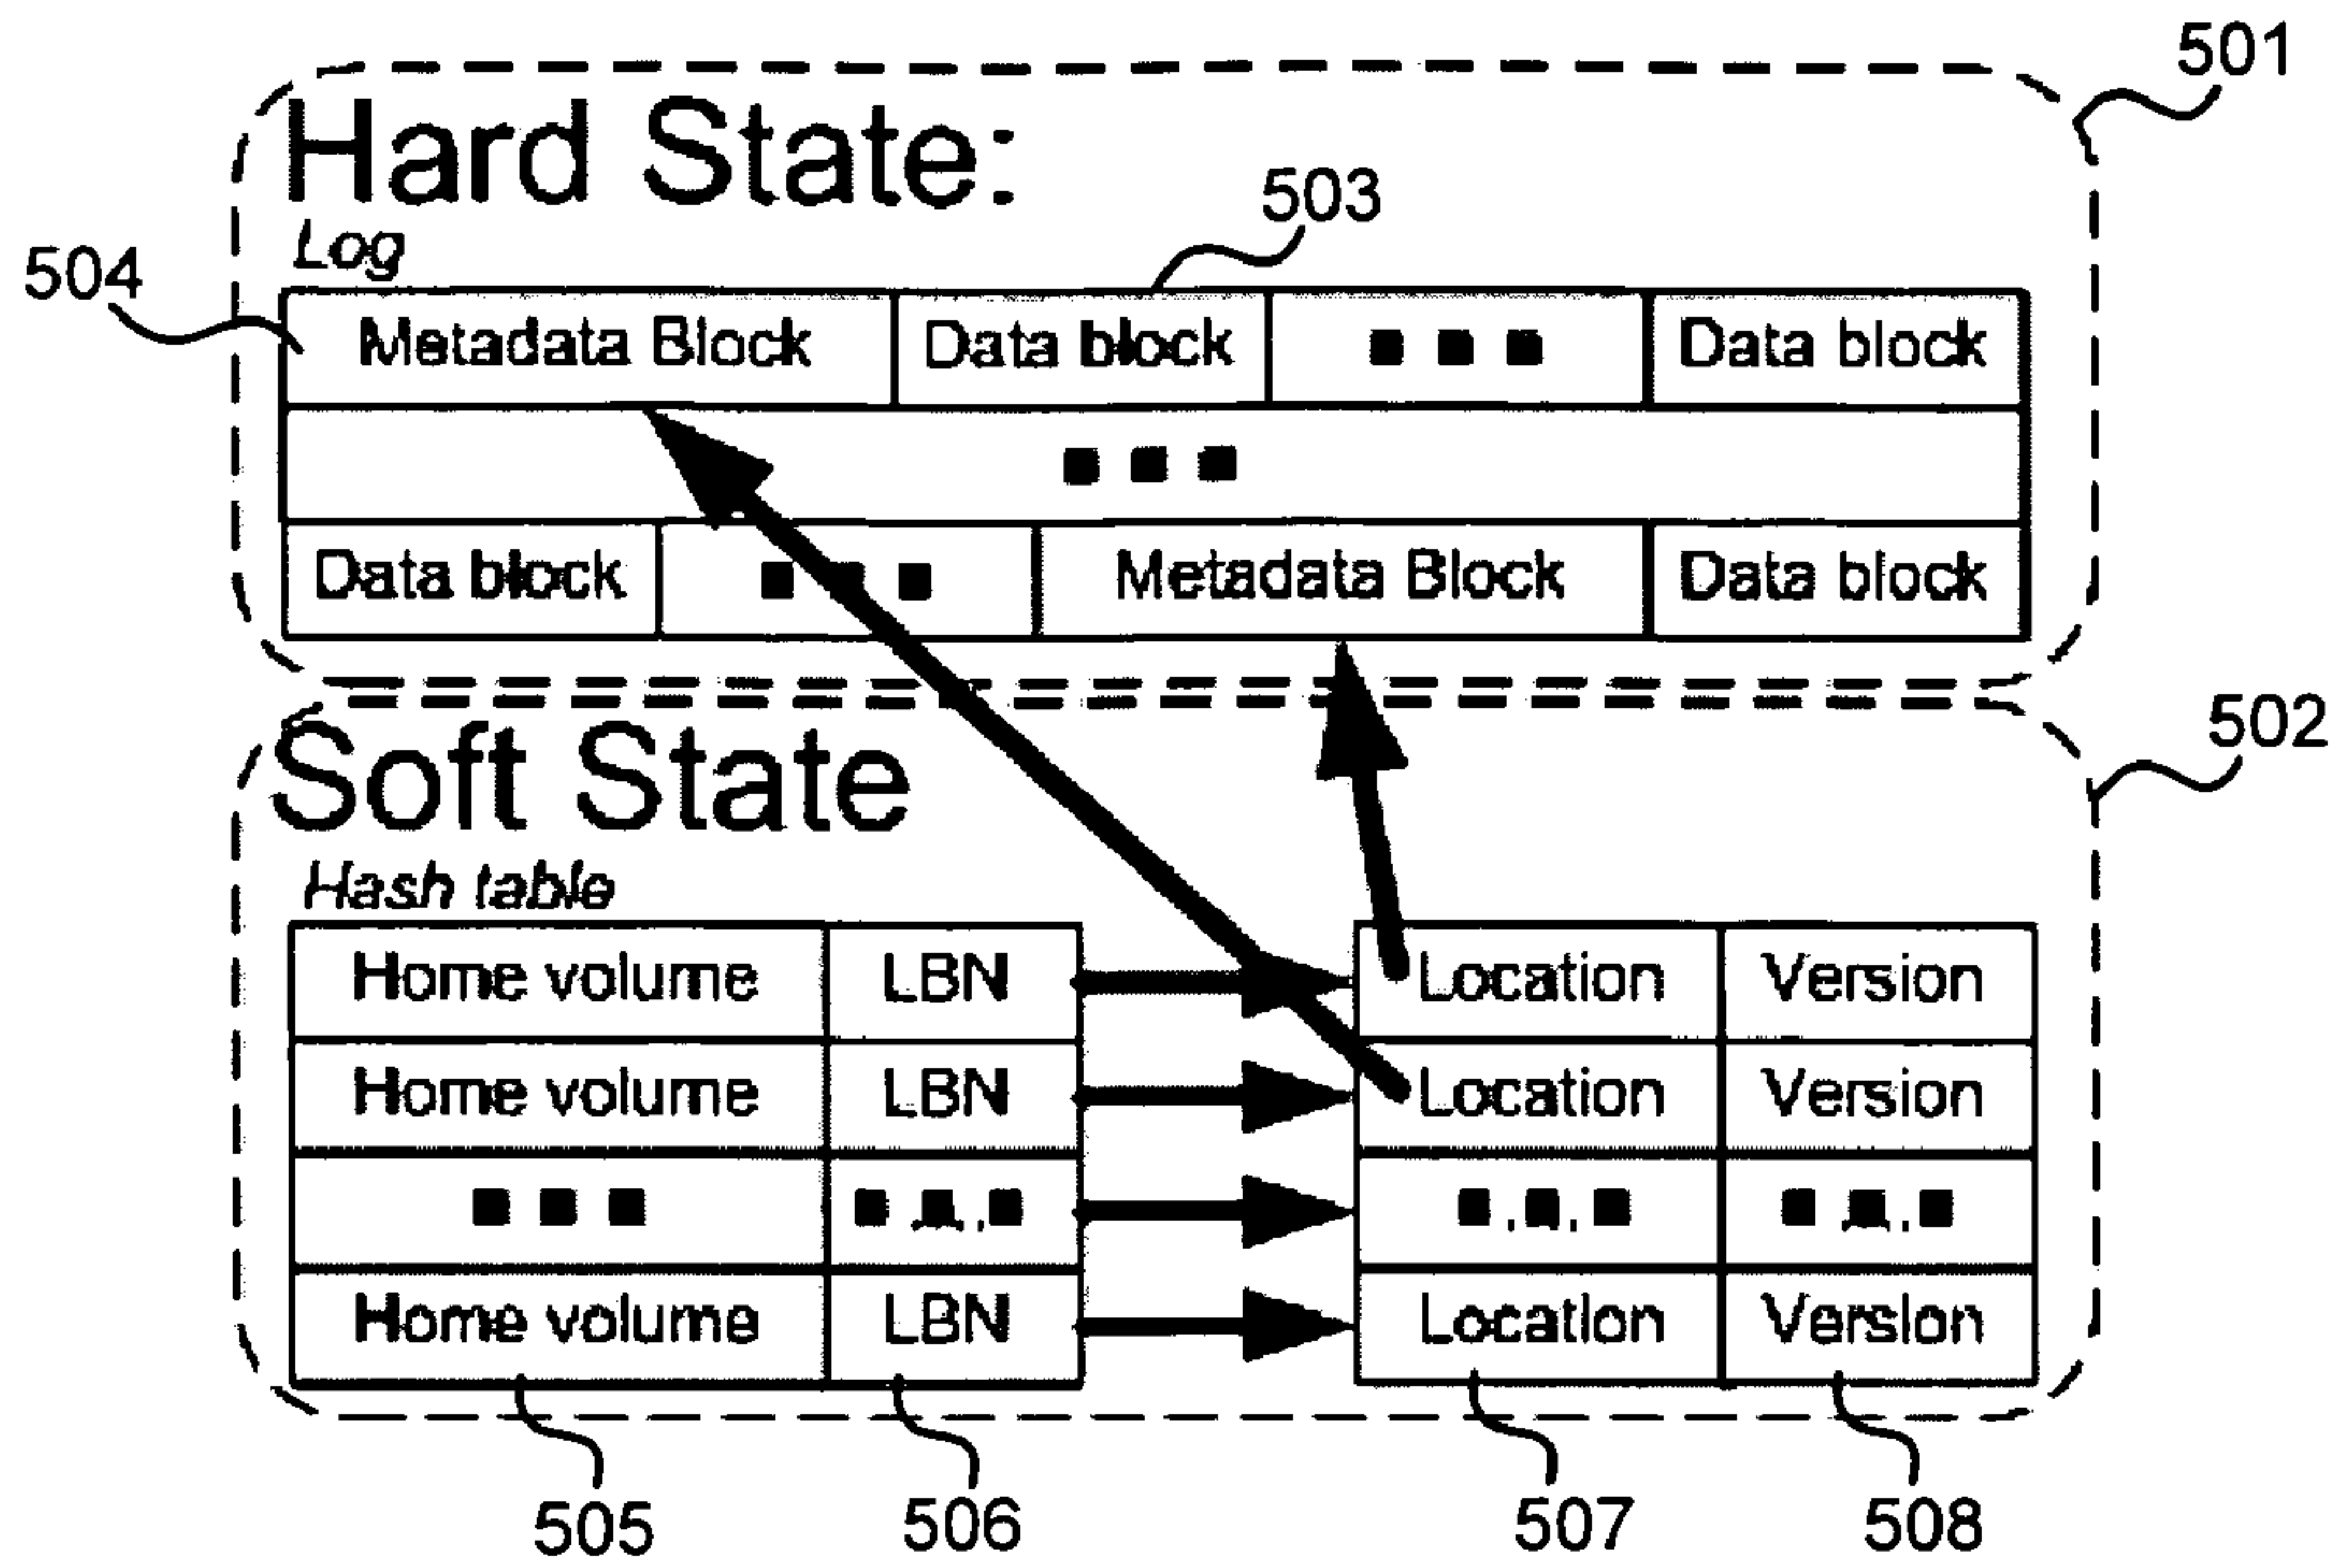 501
Hard State:
503
Log
504
Metadata Block Data block ■ ■ ■ Data block
■ ■ ■
Data block ■ ■ ■ Metadata Block Data block
502
Soft State
Hash table
Home volume LBN Location Version
Home volume LBN Location Version
■ ■ ■ ■ ■ ■ ■ ■ ■ ■ ■ ■
Home volume LBN Location Version
505 506 507 508